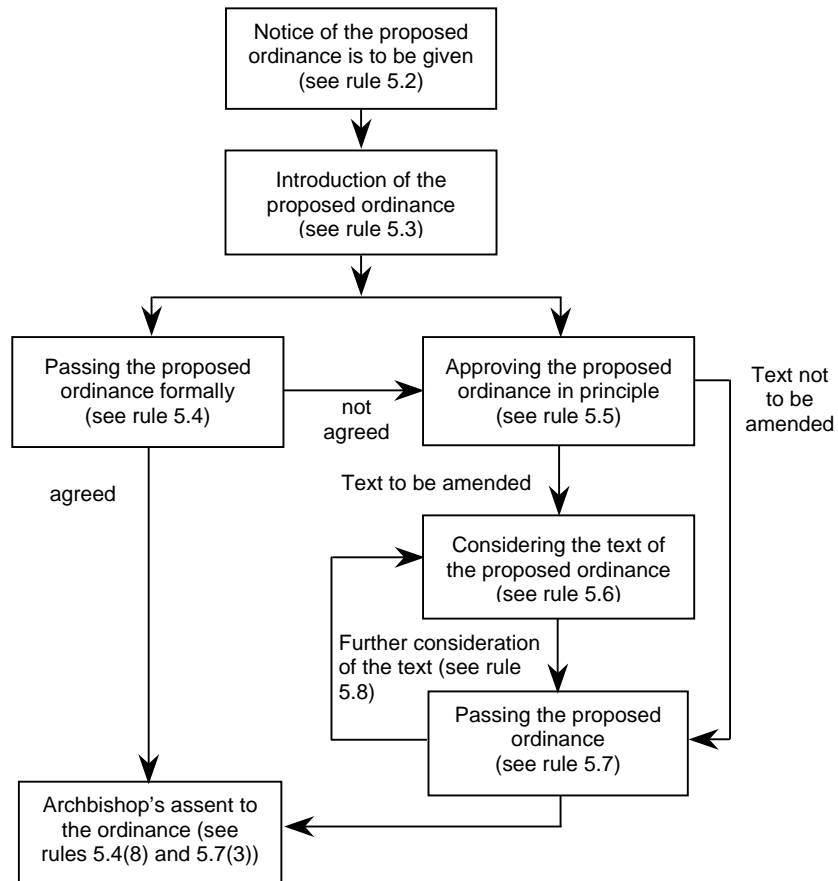 Notice of the proposed
ordinance is to be given
(see rule 5.2)
Introduction of the
proposed ordinance
(see rule 5.3)
Passing the proposed
ordinance formally
(see rule 5.4)
not
agreed
Approving the proposed
ordinance in principle
(see rule 5.5)
Text not
to be
amended
agreed
Text to be amended
Considering the text of
the proposed ordinance
(see rule 5.6)
Further consideration
of the text (see rule
5.8)
Passing the proposed
ordinance
(see rule 5.7)
Archbishop's assent to
the ordinance (see
rules 5.4(8) and 5.7(3))